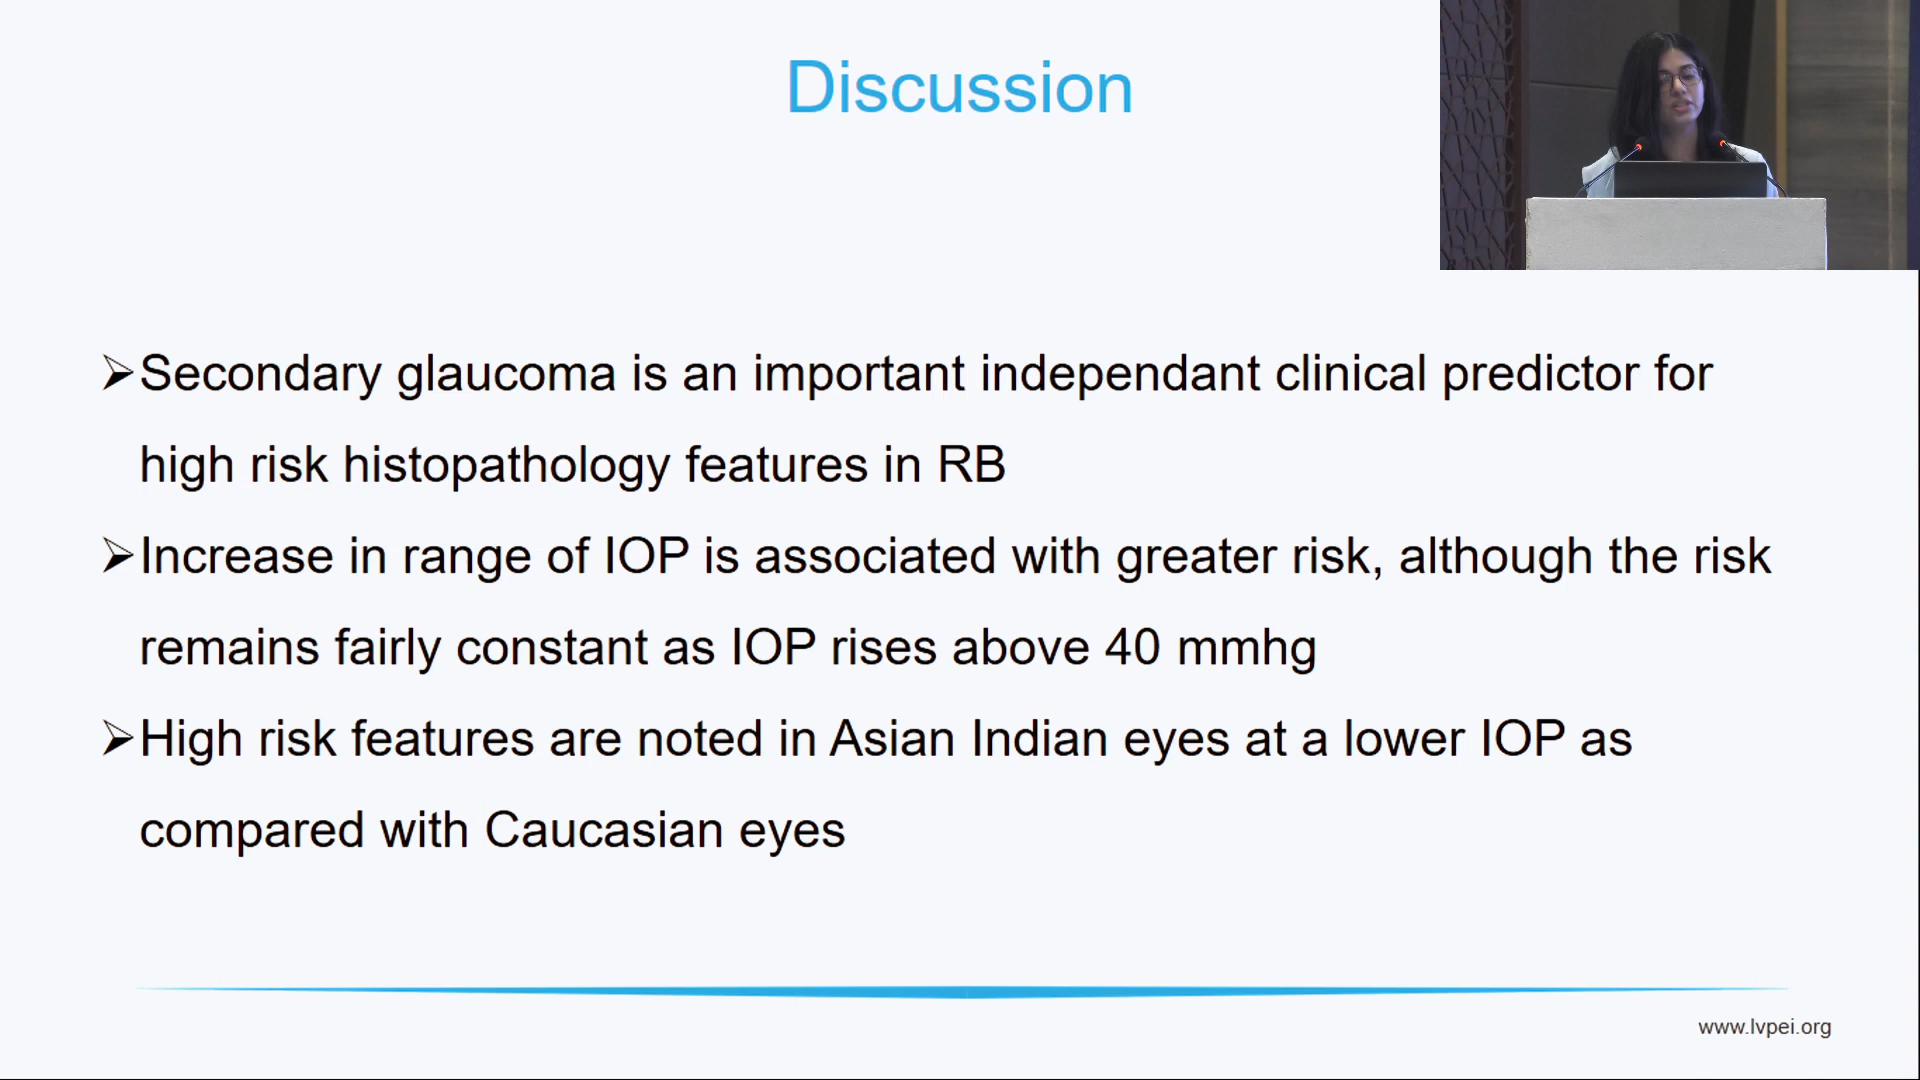 Discussion
➢Secondary glaucoma is an important independant clinical predictor for
high risk histopathology features in RB
➢Increase in range of IOP is associated with greater risk, although the risk
remains fairly constant as IOP rises above 40 mmhg
➢High risk features are noted in Asian Indian eyes at a lower IOP as
compared with Caucasian eyes
www.lvpei.org